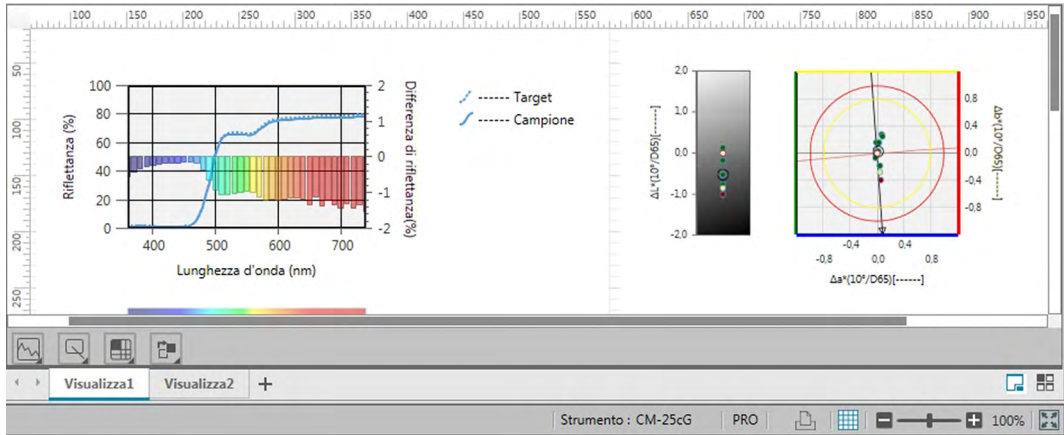 100 150 200 250 300 350 400 450 500 550 600 650 700 750 800 850 900 950
50
100
150
200
250
100
80
60
40
20
0
Riflettanza (%)
2
1
0
-1
-2
Differenza di riflettanza(%)
400 500 600 700
Lunghezza d'onda (nm)
------ Target
------ Campione
2.0
1.0
0.0
-1.0
-2.0
ΔL*(10°/D65)[------]
0,8
0,4
0.0
-0,4
-0,8
Δb*(10°/D65)[------]
-0,4 0,4
-0,8 0.0 0,8
Δa*(10°/D65)[------]
Visualizza1 Visualizza2 +
Strumento : CM-25cG PRO 100%